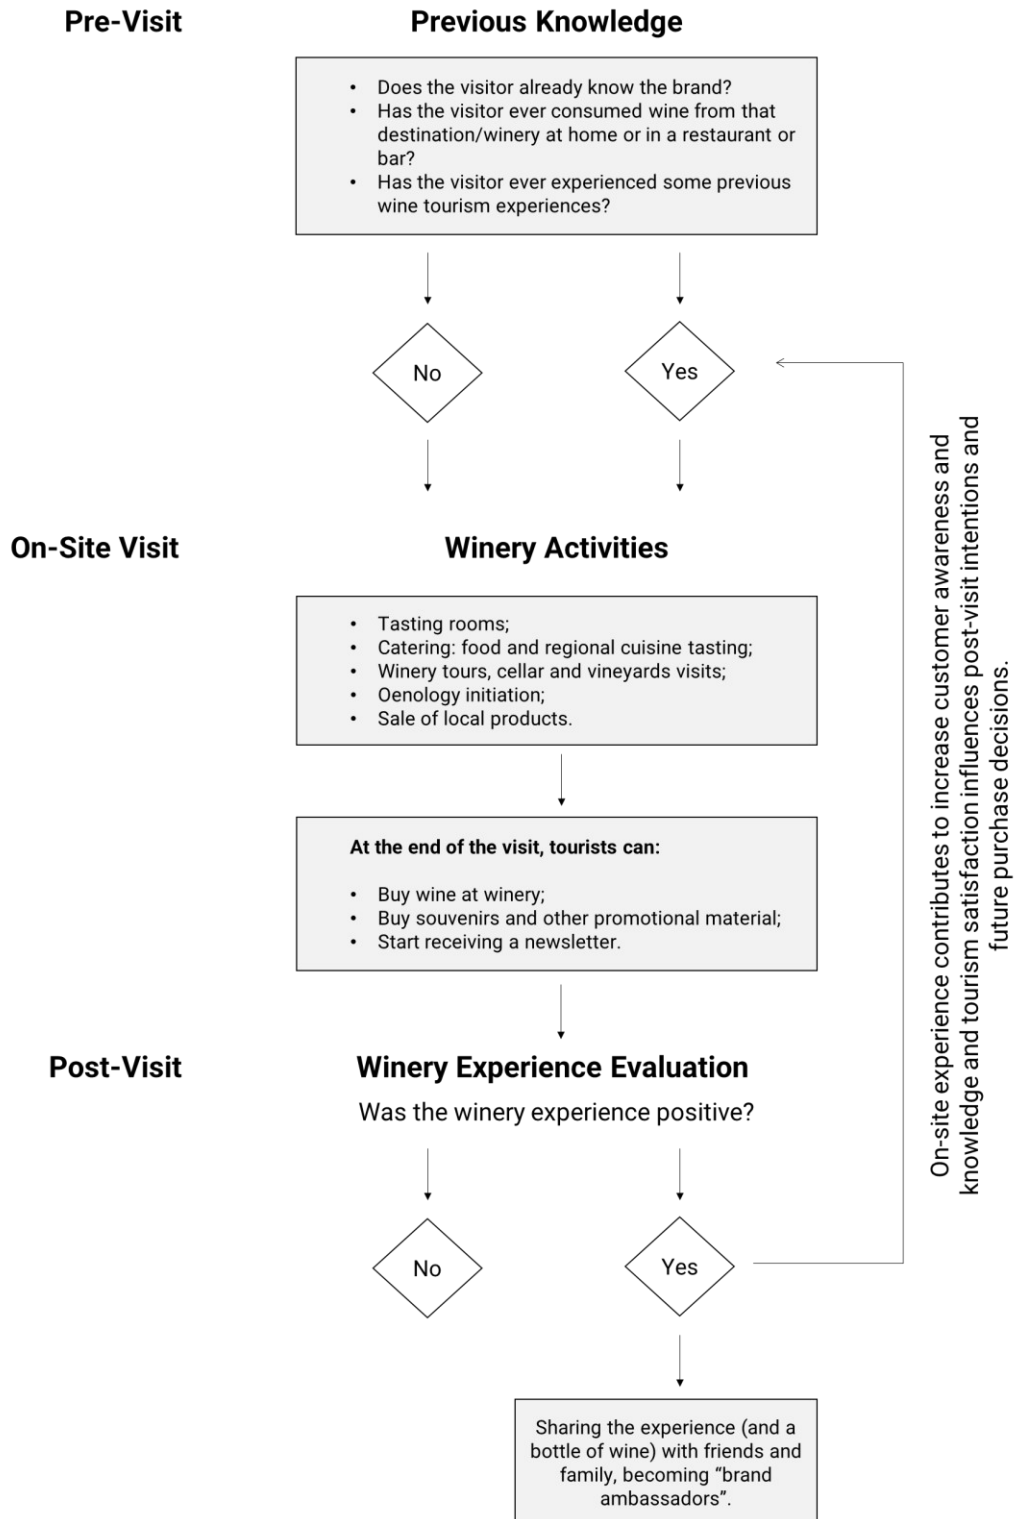 Pre-Visit
Previous Knowledge
• Does the visitor already know the brand?
• Has the visitor ever consumed wine from that
destination/winery at home or in a restaurant or
bar?
• Has the visitor ever experienced some previous
wine tourism experiences?
No
Yes
On-Site Visit
Winery Activities
• Tasting rooms;
• Catering: food and regional cuisine tasting;
• Winery tours, cellar and vineyards visits;
• Oenology initiation;
• Sale of local products.
At the end of the visit, tourists can:
• Buy wine at winery;
• Buy souvenirs and other promotional material;
• Start receiving a newsletter.
Post-Visit
Winery Experience Evaluation
Was the winery experience positive?
No
Yes
Sharing the experience (and a
bottle of wine) with friends and
family, becoming “brand
ambassadors”.
On-site experience contributes to increase customer awareness and
knowledge and tourism satisfaction influences post-visit intentions and
future purchase decisions.